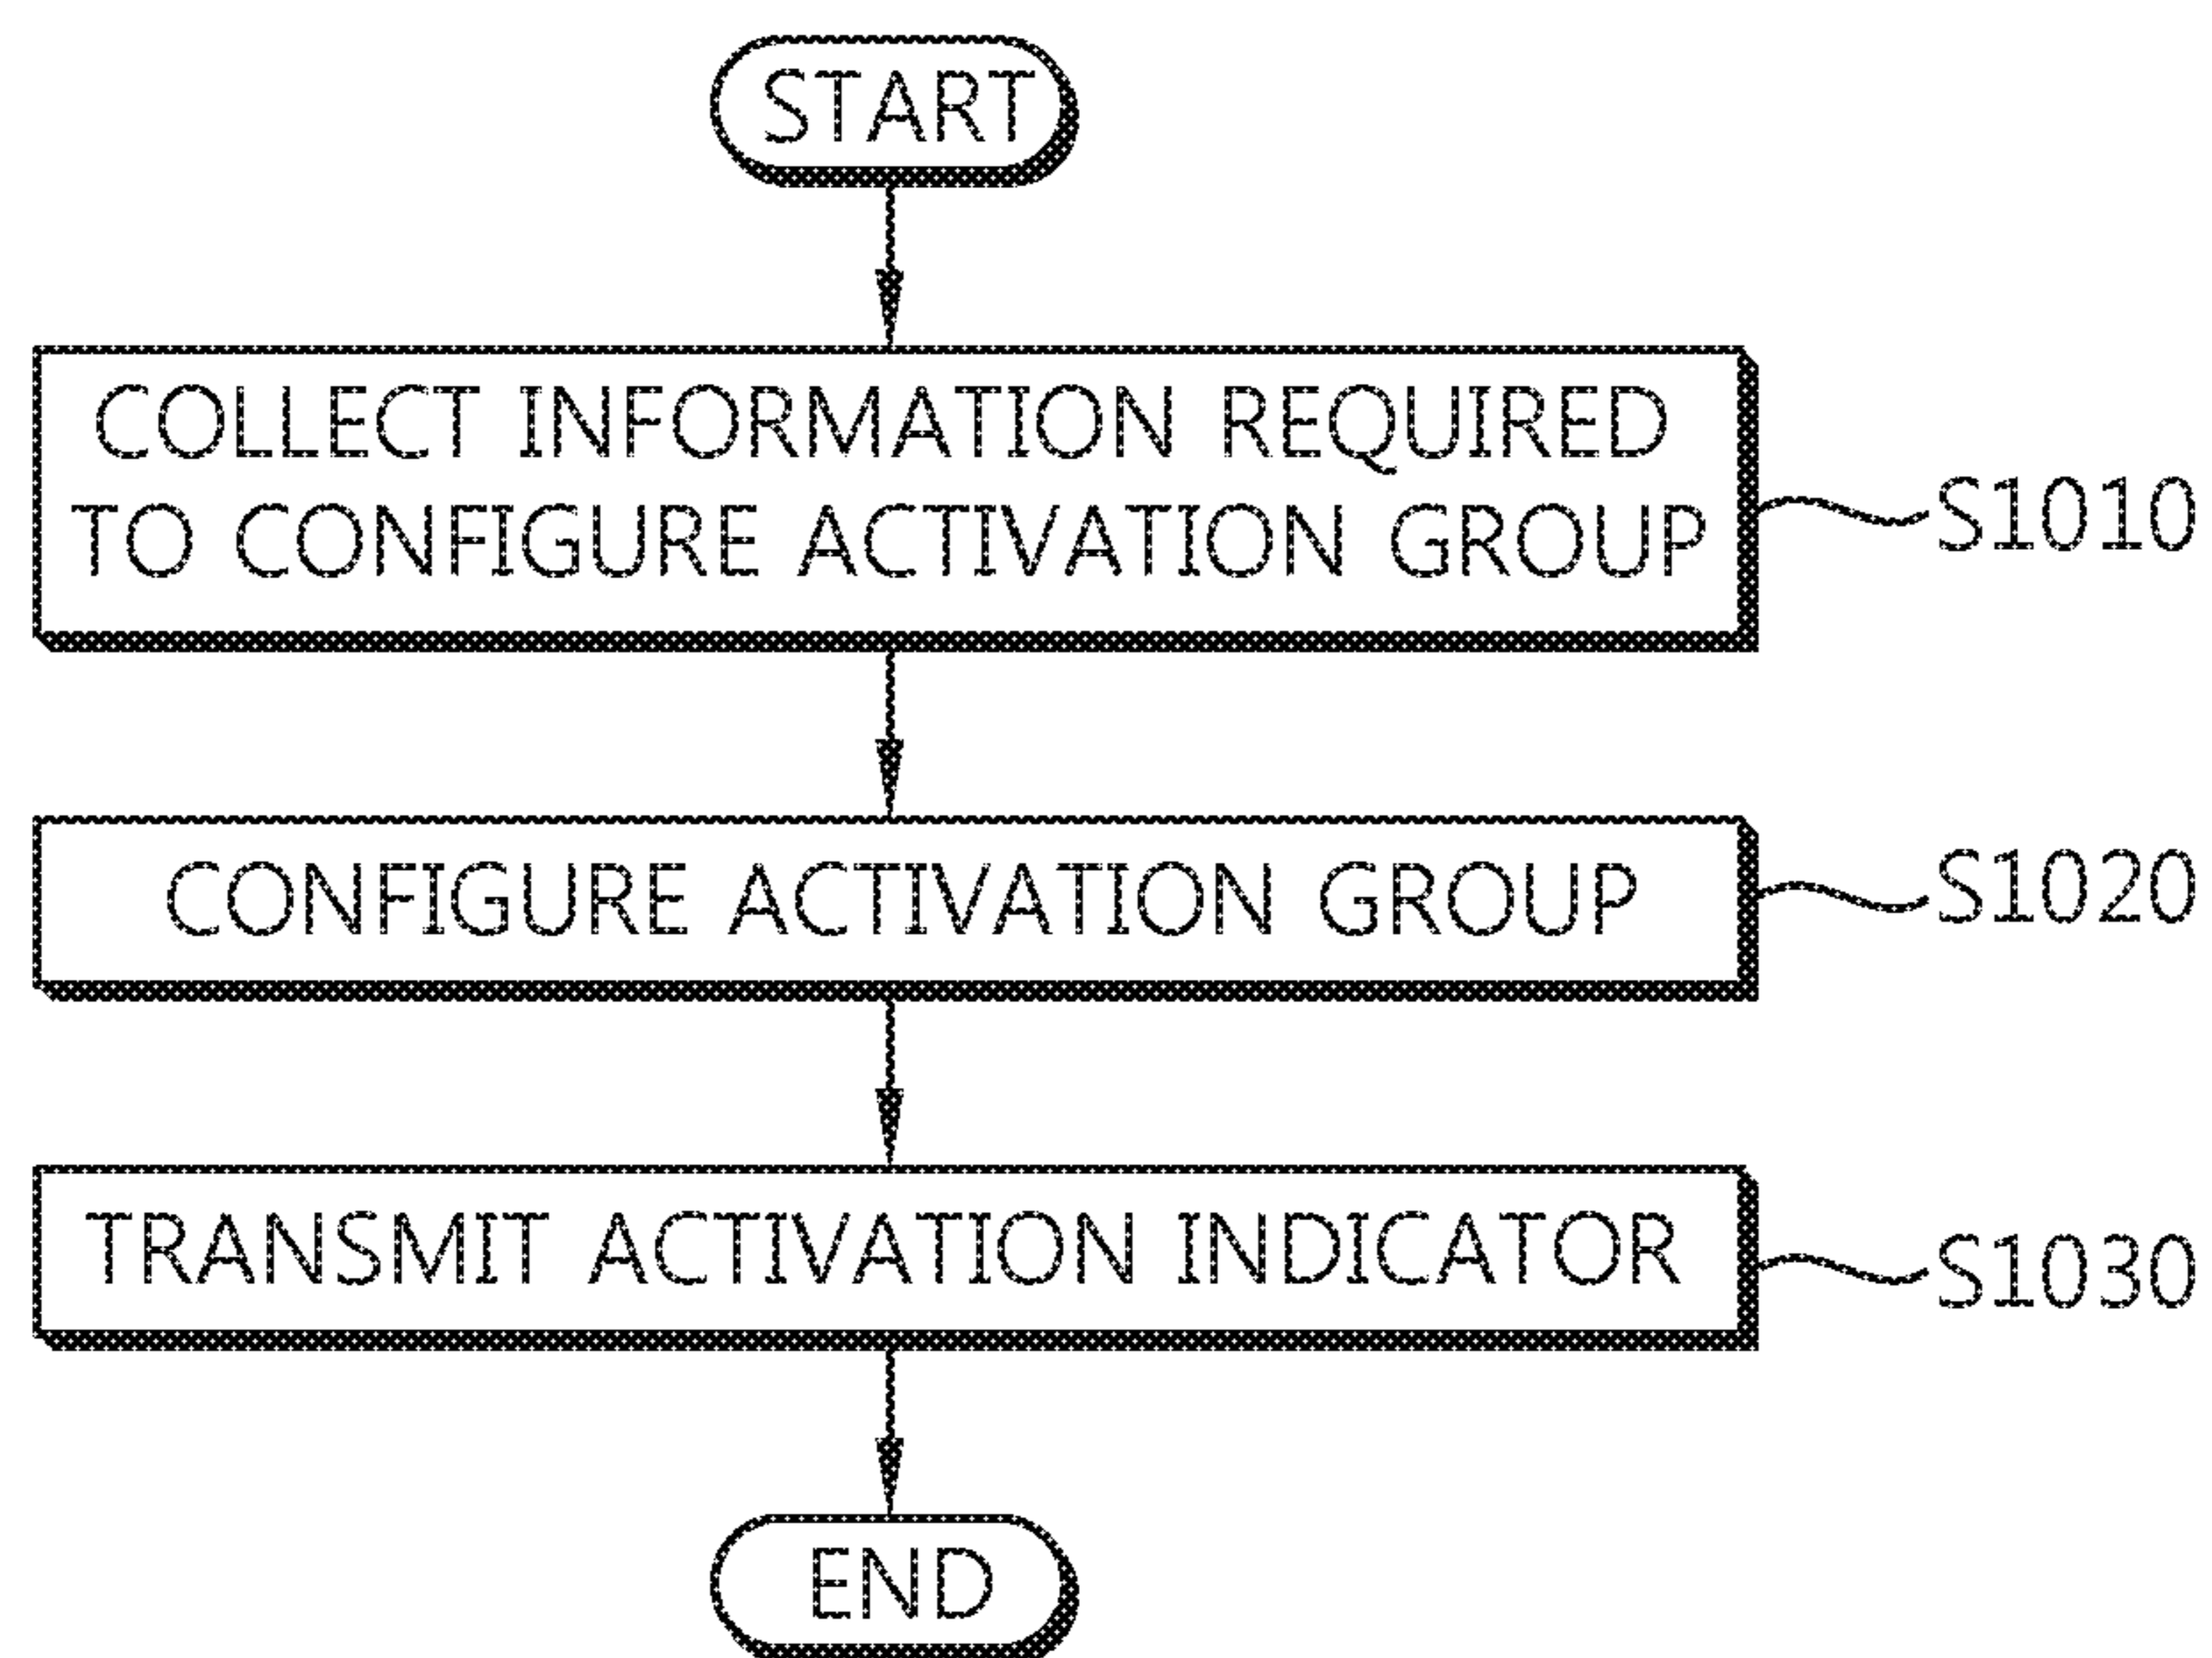 START
COLLECT INFORMATION REQUIRED
TO CONFIGURE ACTIVATION GROUP
S1010
CONFIGURE ACTIVATION GROUP
S1020
TRANSMIT ACTIVATION INDICATOR
S1030
END